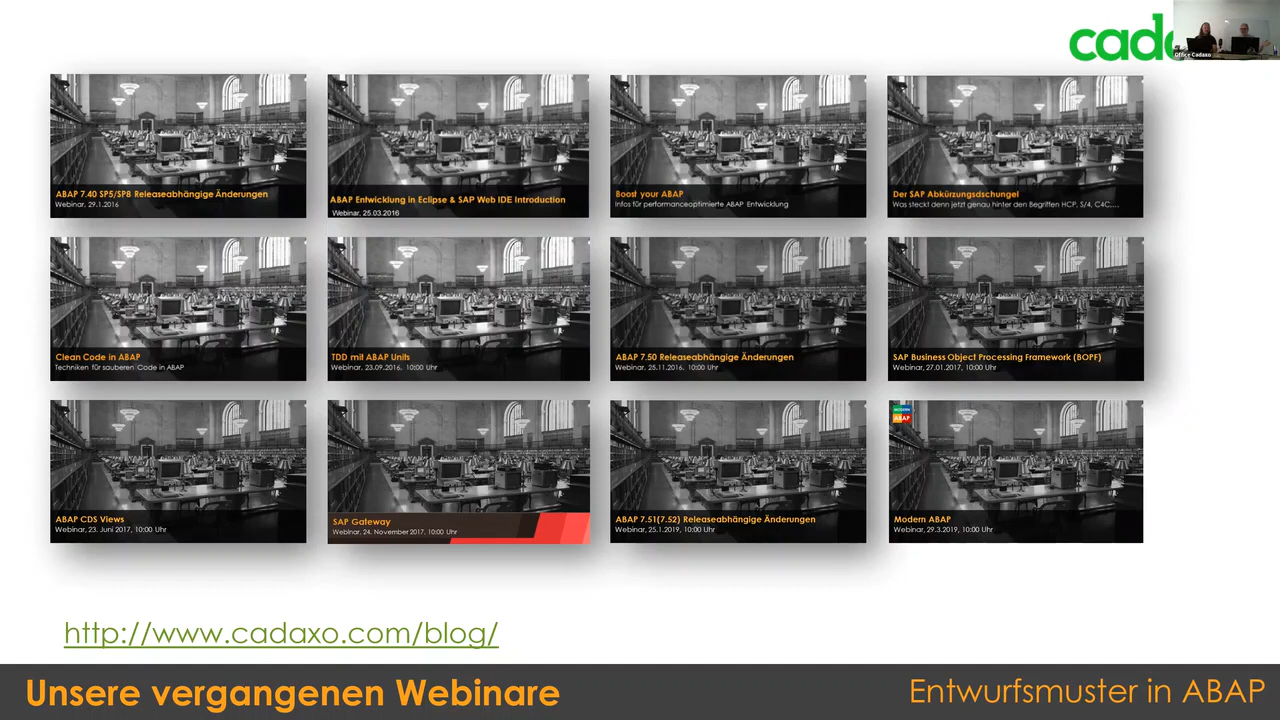 cada
Office Cadaxo
ABAP 7.40 SP5/SP8 Releaseabhängige Änderungen
Webinar, 29.1.2016
ABAP Entwicklung in Eclipse & SAP Web IDE Introduction
Webinar, 25.03.2016
Boost your ABAP
Infos für performanceoptimierte ABAP Entwicklung
Der SAP Abkürzungsdschungel
Was steckt denn jetzt genau hinter den Begriffen HCP, S/4, C4C,...
Clean Code in ABAP
Techniken für sauberen Code in ABAP
TDD mit ABAP Units
Webinar, 23.09.2016, 10:00 Uhr
ABAP 7.50 Releaseabhängige Änderungen
Webinar, 25.11.2016, 10:00 Uhr
SAP Business Object Processing Framework (BOPF)
Webinar, 27.01.2017, 10:00 Uhr
ABAP CDS Views
Webinar, 23. Juni 2017, 10:00 Uhr
SAP Gateway
Webinar, 24. November 2017, 10:00 Uhr
ABAP 7.51(7.52) Releaseabhängige Änderungen
Webinar, 25.1.2019, 10:00 Uhr
MODERN
ABAP
Modern ABAP
Webinar, 29.3.2019, 10:00 Uhr
http://www.cadaxo.com/blog/
Unsere vergangenen Webinare
Entwurfsmuster in ABAP